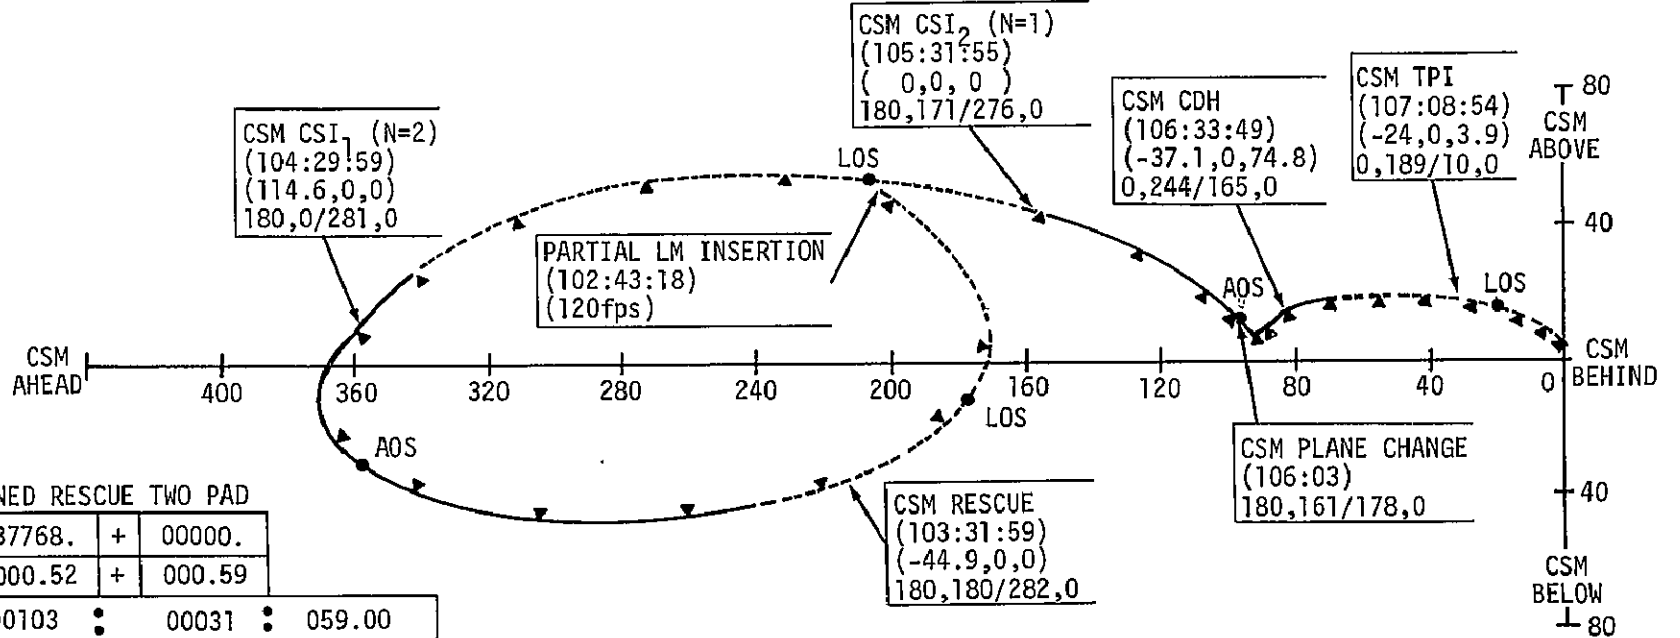 CSM CSI₂ (N=1)
(105:31:55)
( 0,0, 0 )
180,171/276,0
CSM TPI
(107:08:54)
(-24,0,3.9)
0,189/10,0
80
CSM
ABOVE
CSM CDH
(106:33:49)
(-37.1,0,74.8)
0,244/165,0
CSM CSI₁ (N=2)
(104:29:59)
(114.6,0,0)
180,0/281,0
LOS
40
PARTIAL LM INSERTION
(102:43:18)
(120fps)
AOS
LOS
CSM
AHEAD
400
360
320
280
240
200
160
120
80
40
0
CSM
BEHIND
LOS
AOS
CSM PLANE CHANGE
(106:03)
180,161/178,0
40
CSM RESCUE
(103:31:59)
(-44.9,0,0)
180,180/282,0
CSM
BELOW
80
NED RESCUE TWO PAD
37768. + 00000.
000.52 + 000.59
00103 : 00031 : 059.00